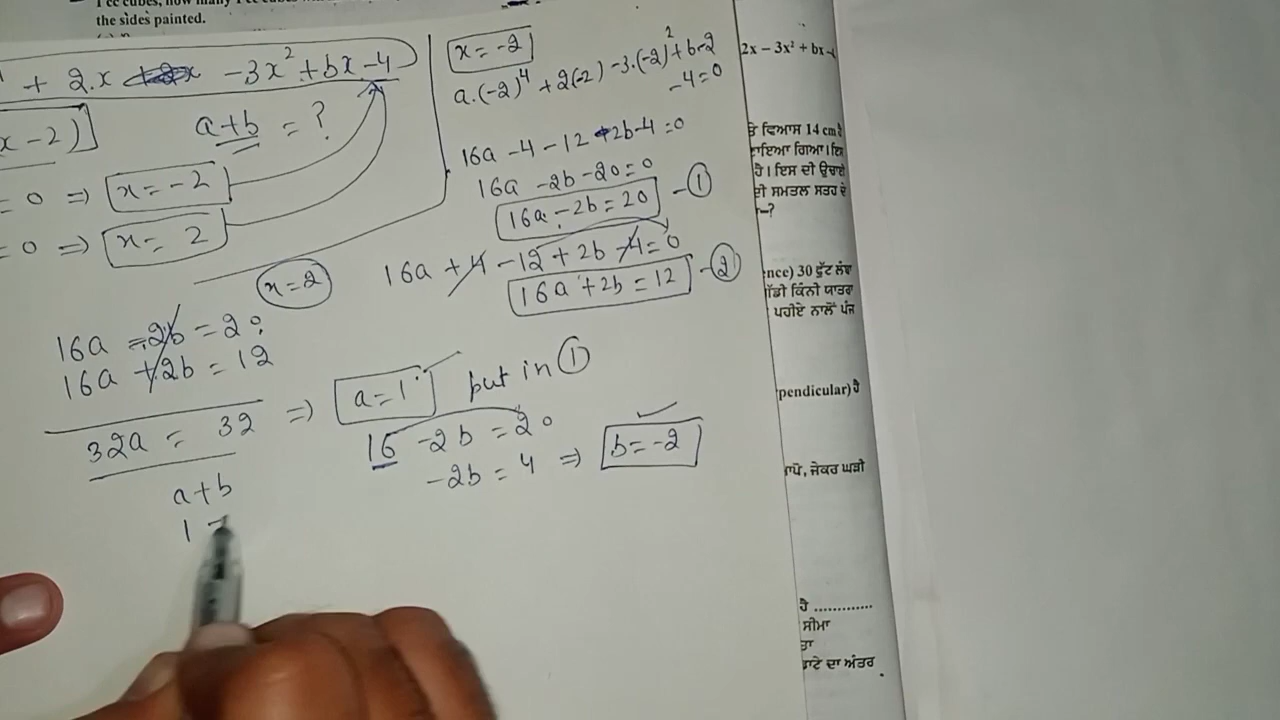 the sides painted.
+ 2.x -3x² + bx - 4
x - 2)]
a+b = ?
= 0 ⇒ x = -2
= 0 ⇒ x = 2
x = -2
a.(-2)⁴ + 2(-2) - 3.(-2)² + b-2
-4=0
16a - 4 - 12 +2b-4=0
16a -2b-20=0
16a - 2b = 20 - ①
x=2
16a + 4 - 12 + 2b - 4 = 0
16a + 2b = 12 - ②
16a - 2b = 20
16a + 2b = 12
32a = 32 ⇒ a = 1 put in ①
16 - 2b = 20
-2b = 4 ⇒ b = -2
a+b
1 -
2x – 3x² + bx
ਤੇ ਵਿਆਸ 14 cm ਹੈ
ਗਿਆ। ਇਸ
ਹੈ। ਇਸ ਦੀ ਉਚਾਈ
ਦੀ ਸਮਤਲ ਸਤਹ ਦੇ
–?
nce) 30 ਫੁੱਟ ਲੰਬਾ
ਕਿੰਨੀ ਯਾਤਰਾ
ਪਹੀਏ ਨਾਲੋਂ ਪੰਜ
pendicular) ਹੈ
ਜੇਕਰ ਘੜੀ
ਹੈ .............
ਸੀਮਾ
ਤਾ
ਘਾਟੇ ਦਾ ਅੰਤਰ